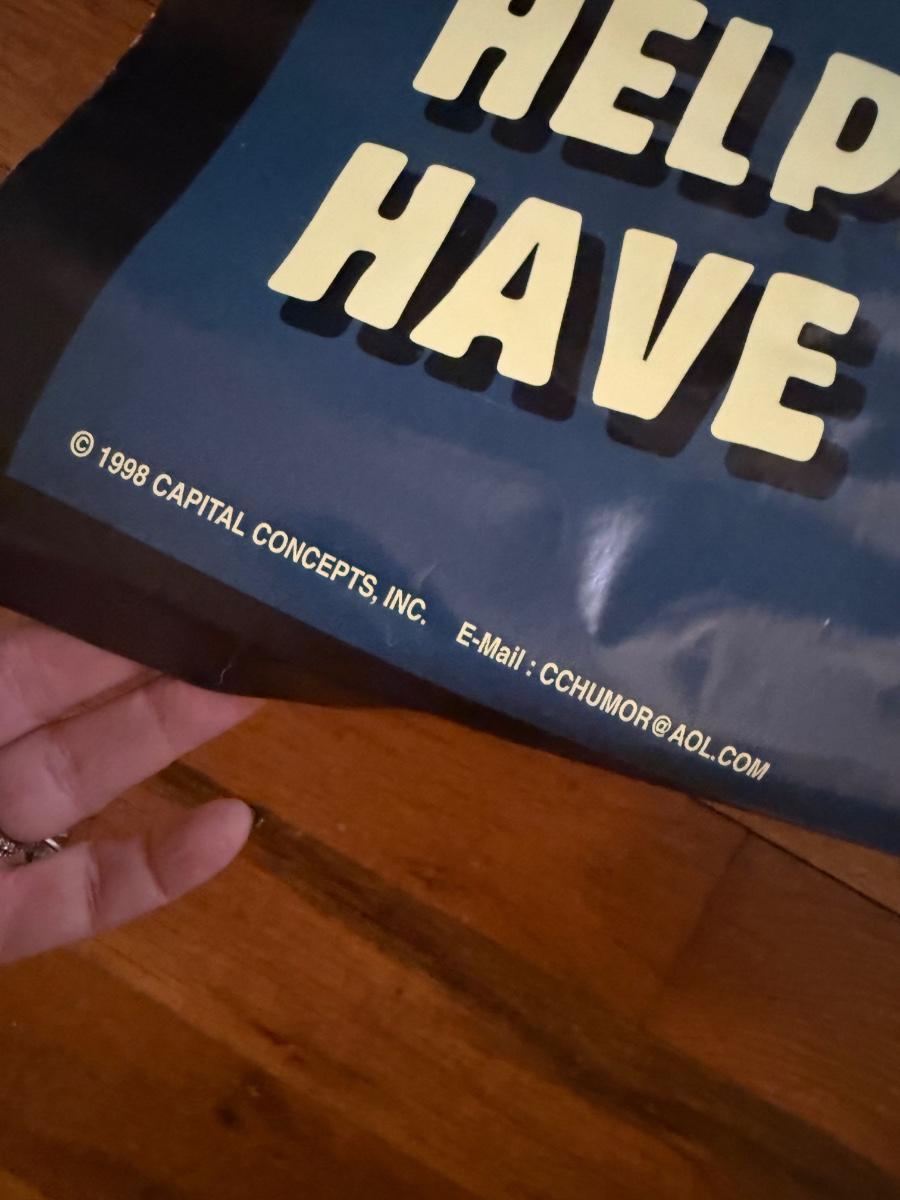 HELP
HAVE
© 1998 CAPITAL CONCEPTS, INC. E-Mail : CCHUMOR@AOL.COM